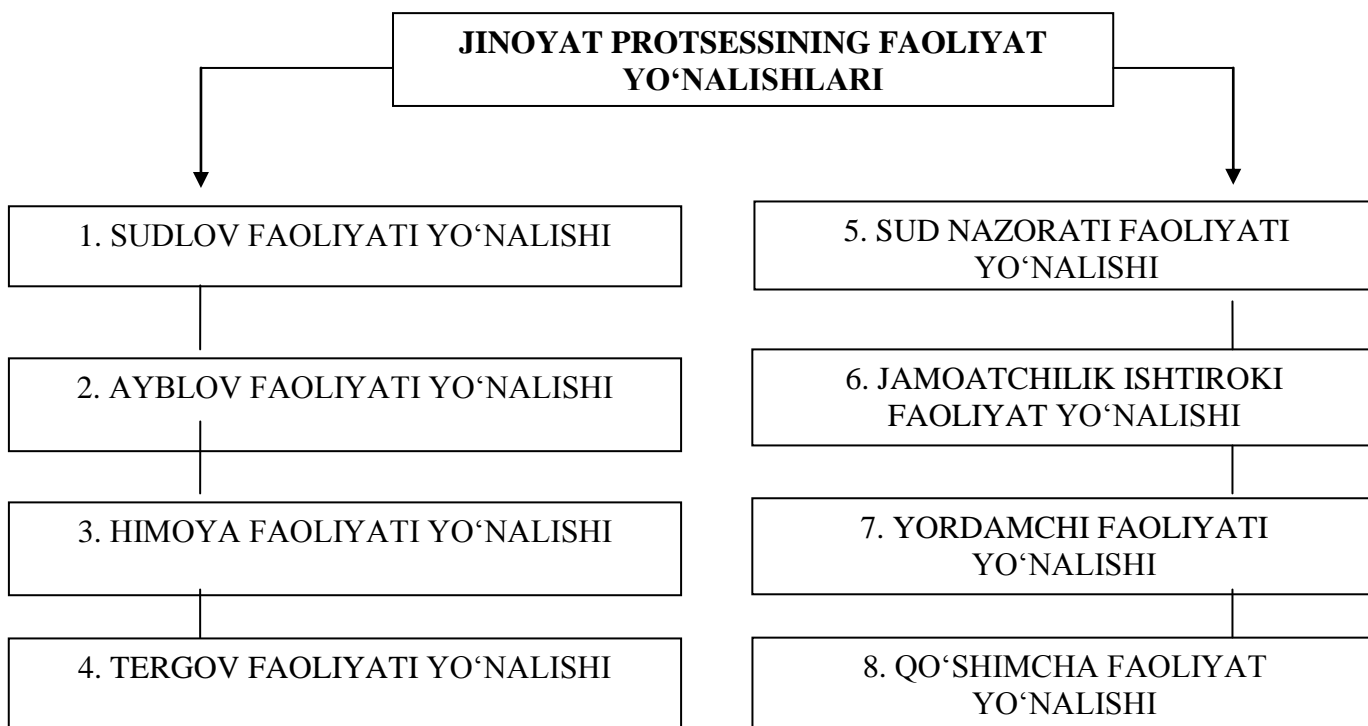 JINOYAT PROTSESSINING FAOLIYAT
YO‘NALISHLARI
1. SUDLOV FAOLIYATI YO‘NALISHI
2. AYBLOV FAOLIYATI YO‘NALISHI
3. HIMOYA FAOLIYATI YO‘NALISHI
4. TERGOV FAOLIYATI YO‘NALISHI
5. SUD NAZORATI FAOLIYATI
YO‘NALISHI
6. JAMOATCHILIK ISHTIROKI
FAOLIYAT YO‘NALISHI
7. YORDAMCHI FAOLIYATI
YO‘NALISHI
8. QO‘SHIMCHA FAOLIYAT
YO‘NALISHI